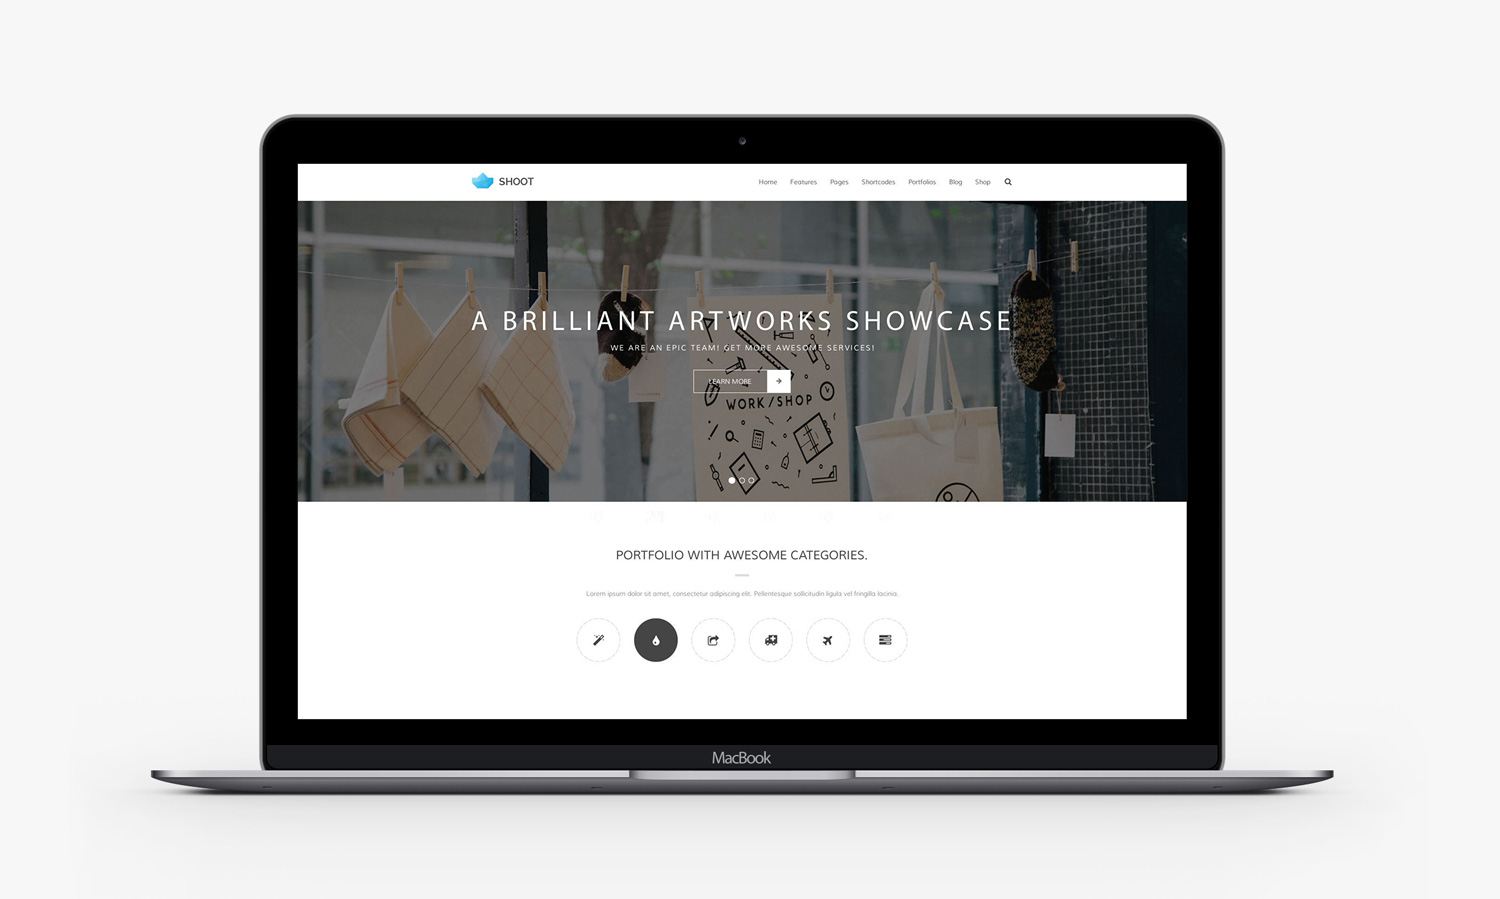 SHOOT
Home Features Pages Shortcodes Portfolios Blog Shop
A BRILLIANT ARTWORKS SHOWCASE
WE ARE AN EPIC TEAM! GET MORE AWESOME SERVICES!
LEARN MORE
WORK/SHOP
PORTFOLIO WITH AWESOME CATEGORIES.
Lorem ipsum dolor sit amet, consectetur adipiscing elit. Pellentesque sollicitudin ligula vel fringilla lacinia.
MacBook